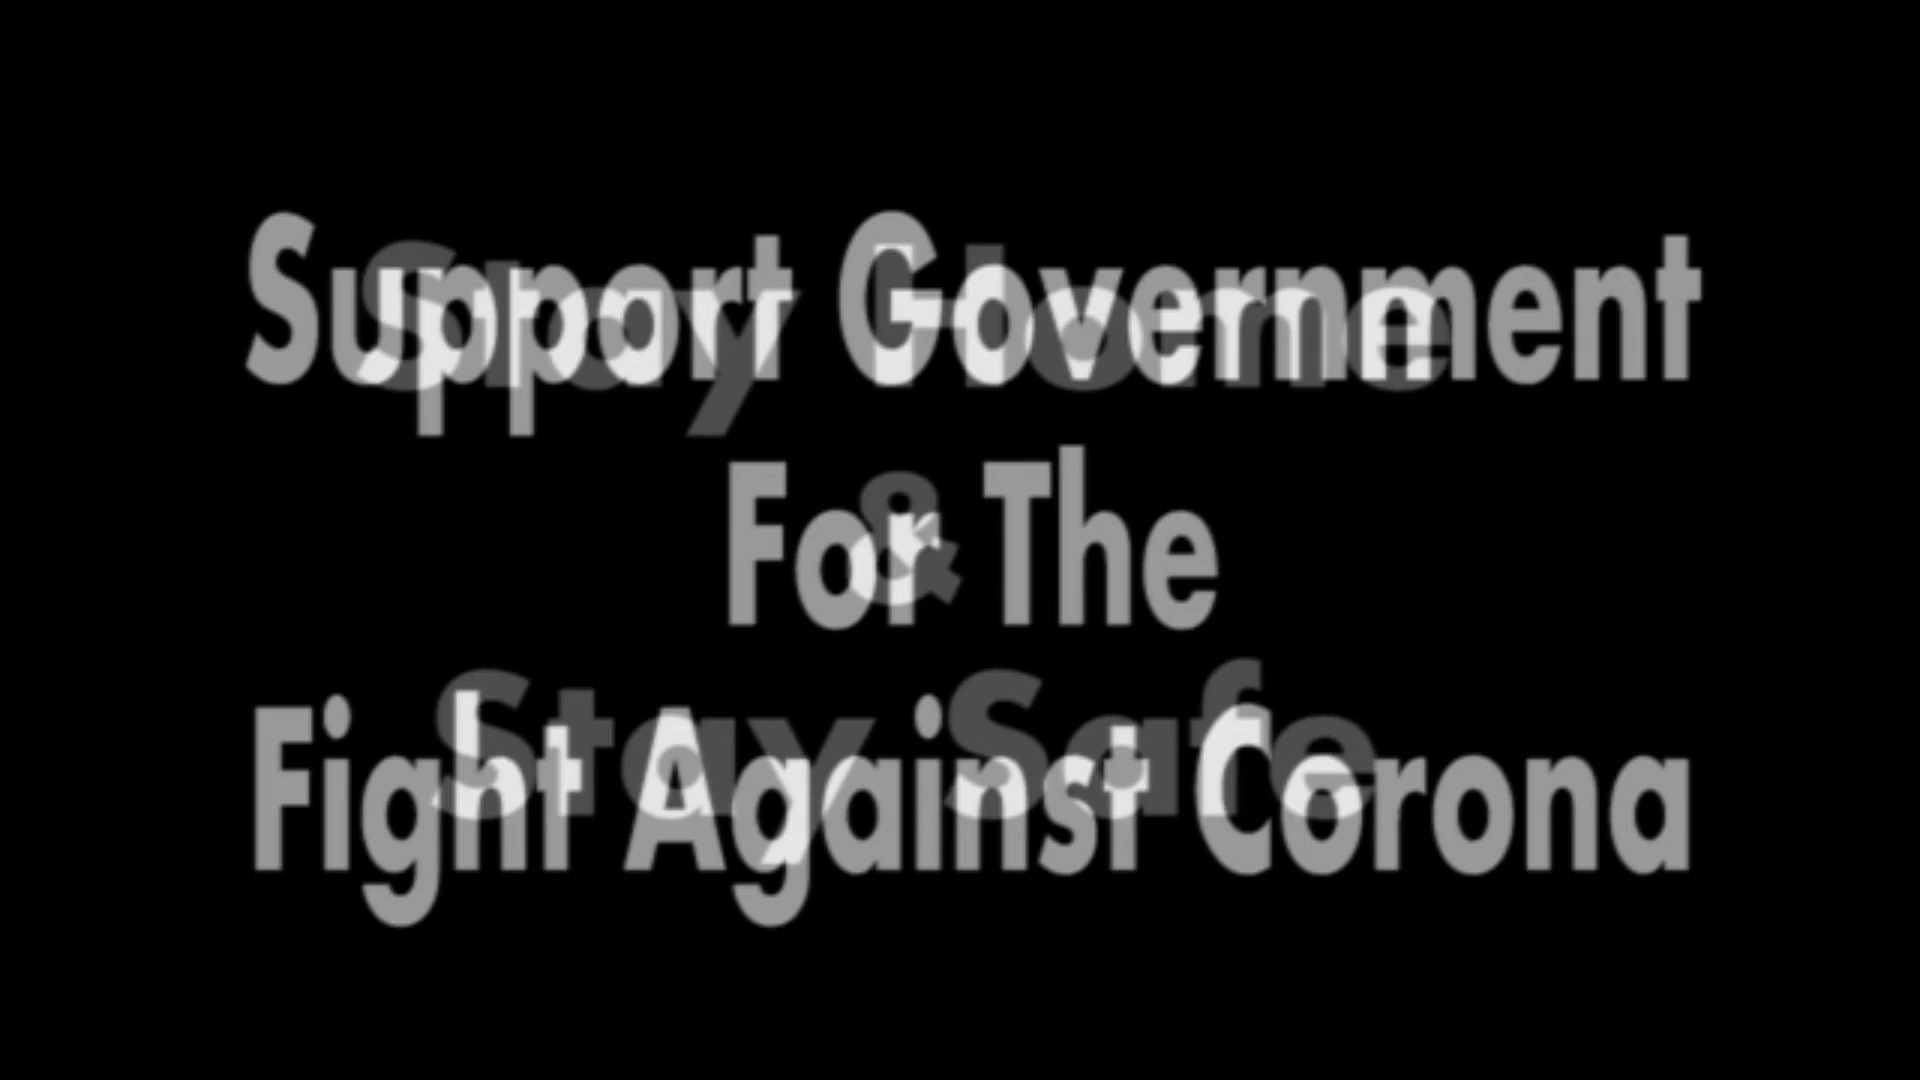 Support Government
For The
Fight Against Corona
Stay Home
&
Stay Safe